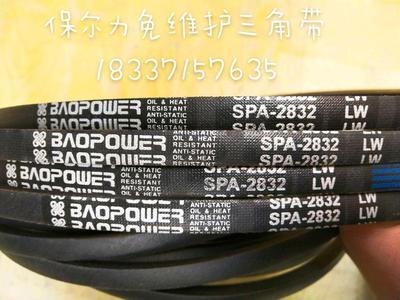 保尔力免维护三角带
18337157635
BAOPOWER OIL & HEAT RESISTANT ANTI-STATIC SPA-2832 LW
BAOPOWER ANTI-STATIC OIL & HEAT RESISTANT SPA-2832 LW
BAOPOWER ANTI-STATIC OIL & HEAT RESISTANT SPA-2832 LW
BAOPOWER ANTI-STATIC OIL & HEAT RESISTANT SPA-2832 LW